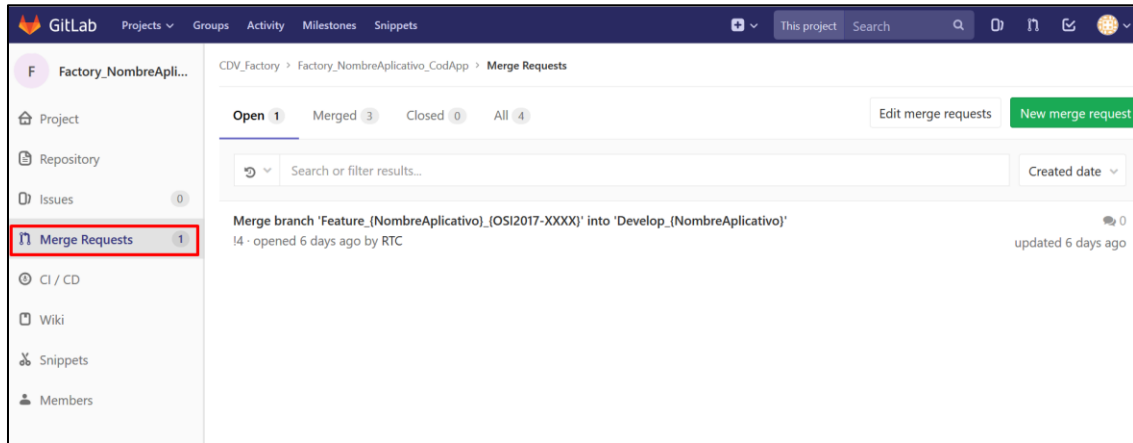 GitLab Projects Groups Activity Milestones Snippets This project Search
F Factory_NombreApli...
CDV_Factory > Factory_NombreAplicativo_CodApp > Merge Requests
Project
Open 1 Merged 3 Closed 0 All 4 Edit merge requests New merge request
Repository
Search or filter results... Created date
Issues 0
Merge branch 'Feature_{NombreAplicativo}_{OSI2017-XXXX}' into 'Develop_{NombreAplicativo}' 0
Merge Requests 1
!4 · opened 6 days ago by RTC updated 6 days ago
CI / CD
Wiki
Snippets
Members